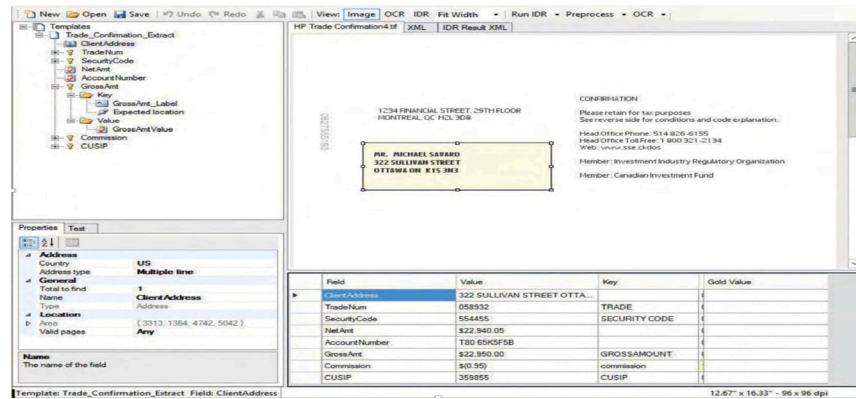 New Open Save Undo Redo View: Image OCR IDR Fit Width Run IDR Preprocess OCR
Templates
Trade_Confirmation_Extract
ClientAddress
TradeNum
SecurityCode
NetAmt
AccountNumber
GrossAmt
Key
GrossAmt_Label
Expected location
Value
GrossAmtValue
Commission
CUSIP
HP Trade Confirmation4.tif XML IDR Result XML
1234 FINANCIAL STREET, 29TH FLOOR
MONTREAL, QC H2L 3D8
MR. MICHAEL SAVARD
322 SULLIVAN STREET
OTTAWA ON K1S 3N3
CONFIRMATION
Please retain for tax purposes
See reverse side for conditions and code explanation.
Head Office Phone: 514 826-6155
Head Office Toll Free: 1 800 321-2134
Web: www.sse.ckdos
Member: Investment Industry Regulatory Organization
Member: Canadian Investment Fund
Properties Test
Address
Country US
Address type Multiple line
General
Total to find 1
Name ClientAddress
Type Address
Location
Area (3313, 1364, 4742, 5042)
Valid pages Any
Name
The name of the field
Field Value Key Gold Value
ClientAddress 322 SULLIVAN STREET OTTA...
TradeNum 058932 TRADE
SecurityCode 554455 SECURITY CODE
NetAmt $22,940.05
AccountNumber T80 65K5F5B
GrossAmt $22,950.00 GROSSAMOUNT
Commission $(0.95) commission
CUSIP 359855 CUSIP
Template: Trade_Confirmation_Extract Field: ClientAddress 12.67" x 16.33" - 96 x 96 dpi